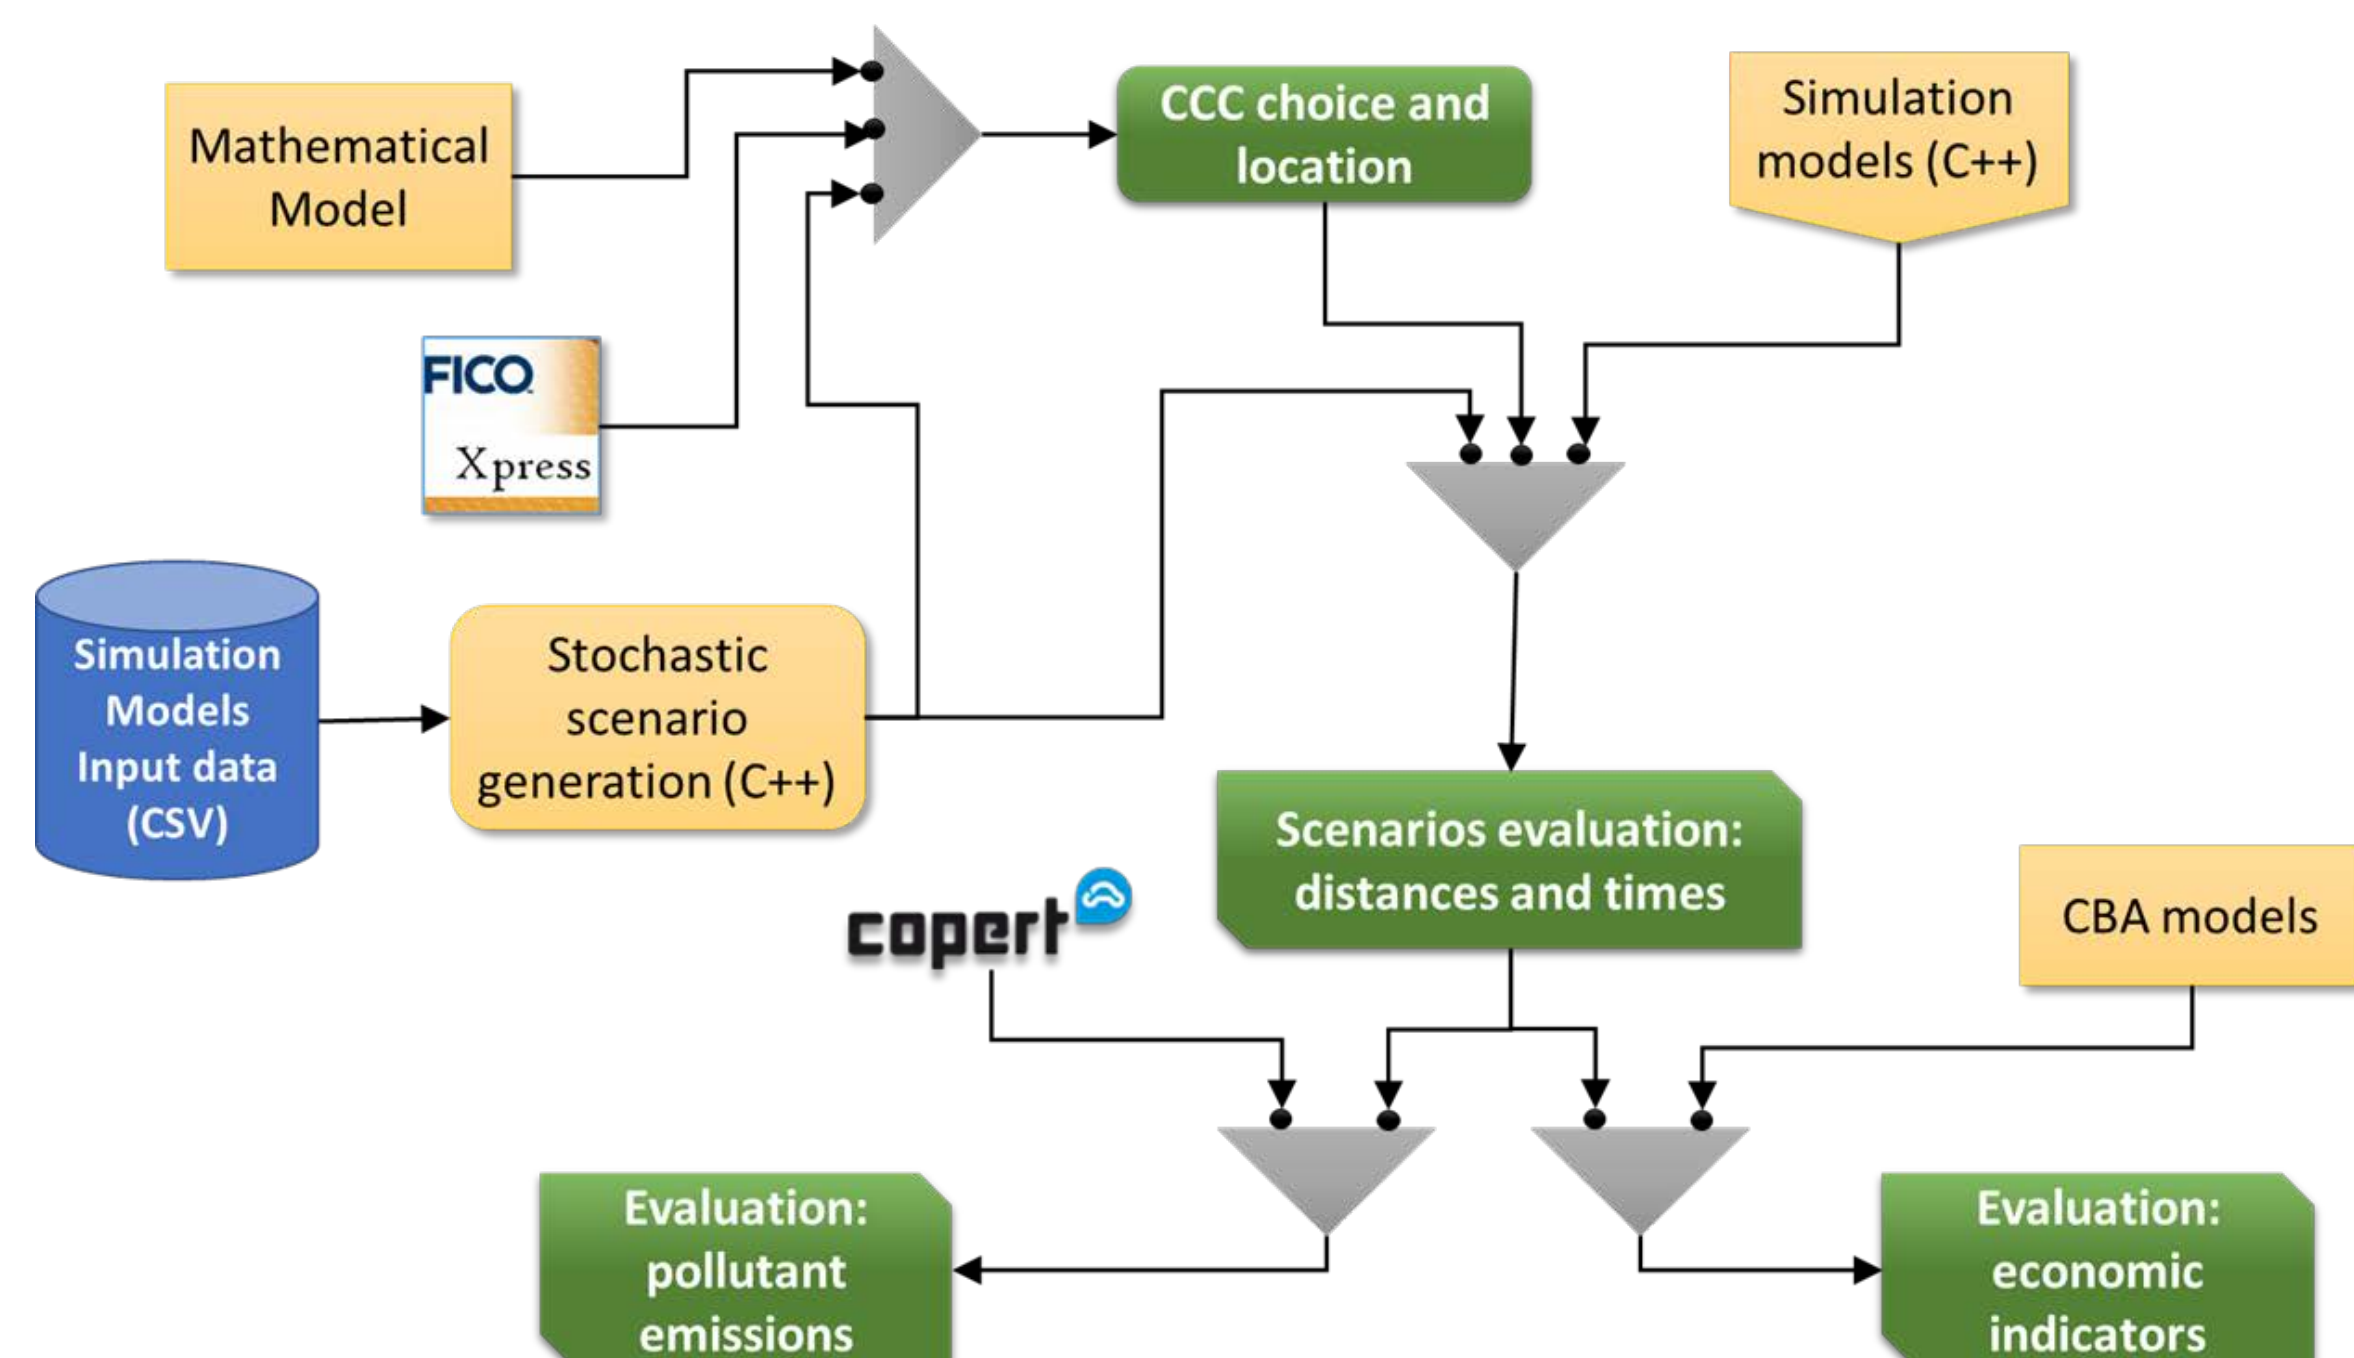 Mathematical
Model
CCC choice and
location
Simulation
models (C++)
FICO
Xpress
Simulation
Models
Input data
(CSV)
Stochastic
scenario
generation (C++)
Scenarios evaluation:
distances and times
copert
CBA models
Evaluation:
pollutant
emissions
Evaluation:
economic
indicators